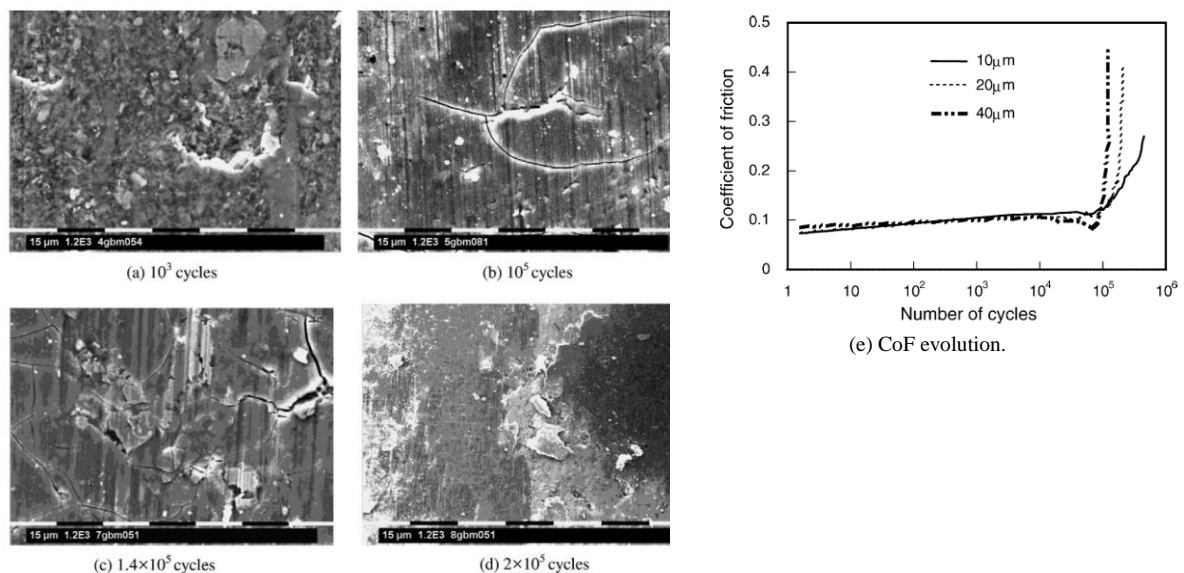 15 µm 1.2E3 4gbm054
(a) 10³ cycles
15 µm 1.2E3 5gbm081
(b) 10⁵ cycles
15 µm 1.2E3 7gbm051
(c) 1.4×10⁵ cycles
15 µm 1.2E3 8gbm051
(d) 2×10⁵ cycles
0.5
0.4
0.3
0.2
0.1
0
Coefficient of friction
10µm
20µm
40µm
1 10 10² 10³ 10⁴ 10⁵ 10⁶
Number of cycles
(e) CoF evolution.